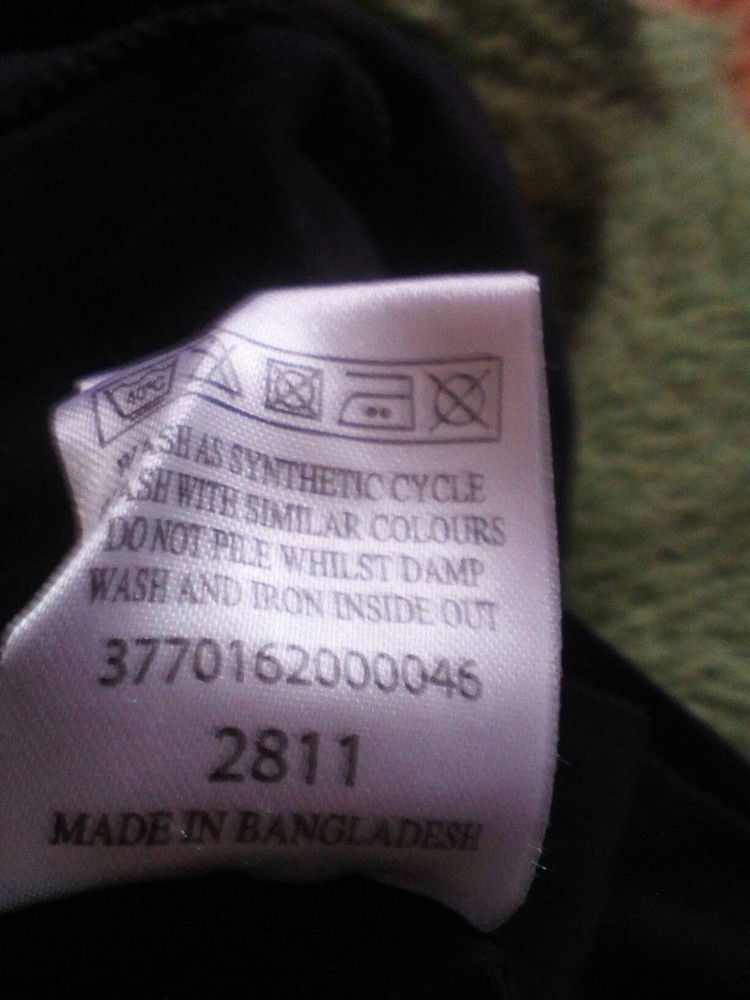 40°C
WASH AS SYNTHETIC CYCLE
WASH WITH SIMILAR COLOURS
DO NOT PILE WHILST DAMP
WASH AND IRON INSIDE OUT
3770162000046
2811
MADE IN BANGLADESH